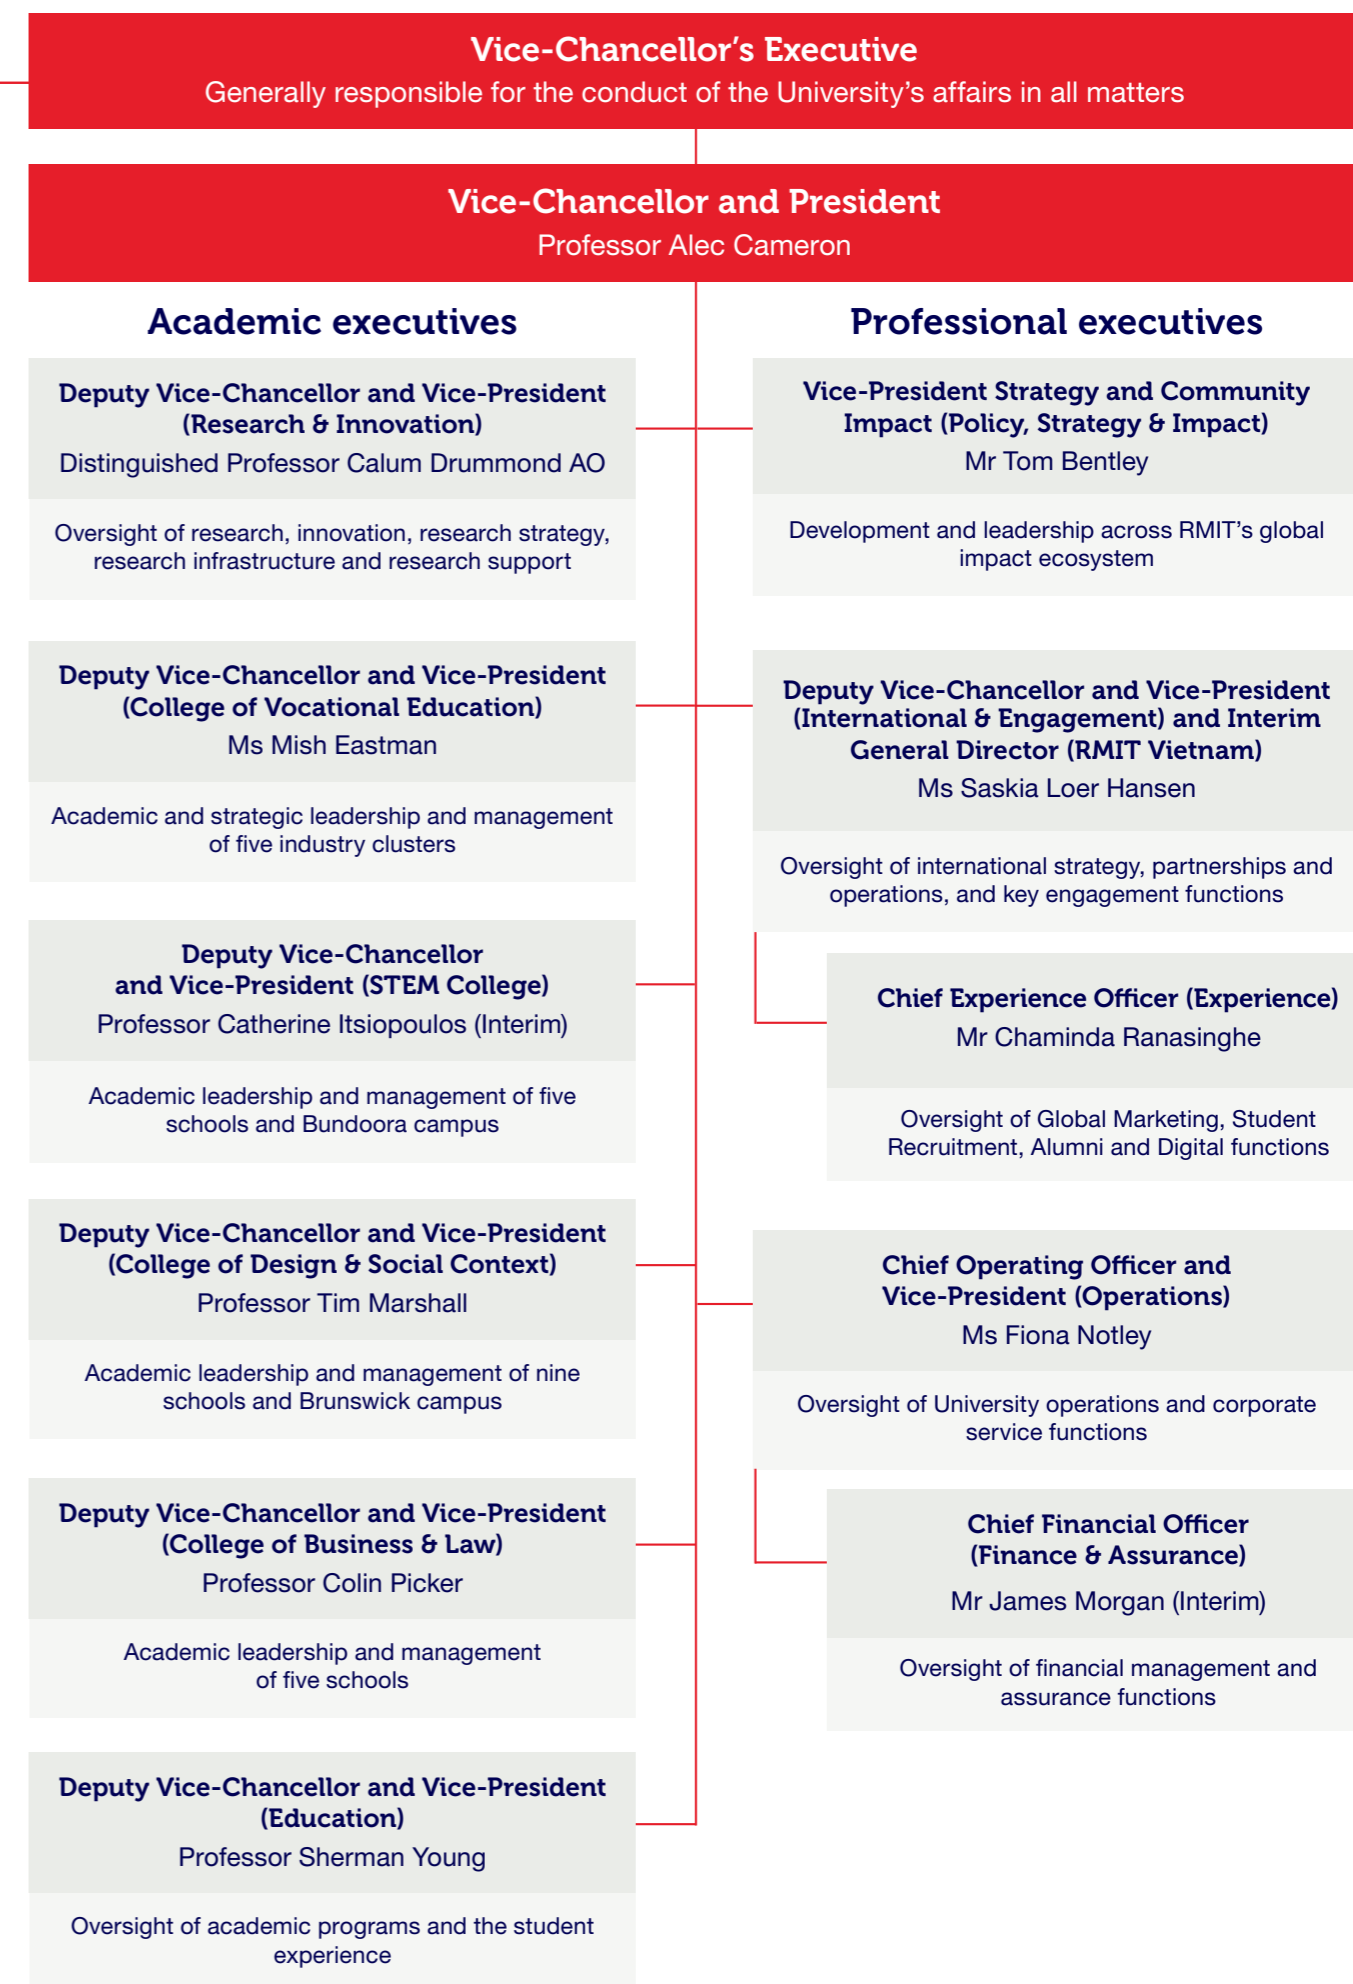 Vice-Chancellor’s Executive
Generally responsible for the conduct of the University’s affairs in all matters
Vice-Chancellor and President
Professor Alec Cameron
Academic executives
Deputy Vice-Chancellor and Vice-President
(Research & Innovation)
Distinguished Professor Calum Drummond AO
Oversight of research, innovation, research strategy,
research infrastructure and research support
Deputy Vice-Chancellor and Vice-President
(College of Vocational Education)
Ms Mish Eastman
Academic and strategic leadership and management
of five industry clusters
Deputy Vice-Chancellor
and Vice-President (STEM College)
Professor Catherine Itsiopoulos (Interim)
Academic leadership and management of five
schools and Bundoora campus
Deputy Vice-Chancellor and Vice-President
(College of Design & Social Context)
Professor Tim Marshall
Academic leadership and management of nine
schools and Brunswick campus
Deputy Vice-Chancellor and Vice-President
(College of Business & Law)
Professor Colin Picker
Academic leadership and management
of five schools
Deputy Vice-Chancellor and Vice-President
(Education)
Professor Sherman Young
Oversight of academic programs and the student
experience
Professional executives
Vice-President Strategy and Community
Impact (Policy, Strategy & Impact)
Mr Tom Bentley
Development and leadership across RMIT’s global
impact ecosystem
Deputy Vice-Chancellor and Vice-President
(International & Engagement) and Interim
General Director (RMIT Vietnam)
Ms Saskia Loer Hansen
Oversight of international strategy, partnerships and
operations, and key engagement functions
Chief Experience Officer (Experience)
Mr Chaminda Ranasinghe
Oversight of Global Marketing, Student
Recruitment, Alumni and Digital functions
Chief Operating Officer and
Vice-President (Operations)
Ms Fiona Notley
Oversight of University operations and corporate
service functions
Chief Financial Officer
(Finance & Assurance)
Mr James Morgan (Interim)
Oversight of financial management and
assurance functions